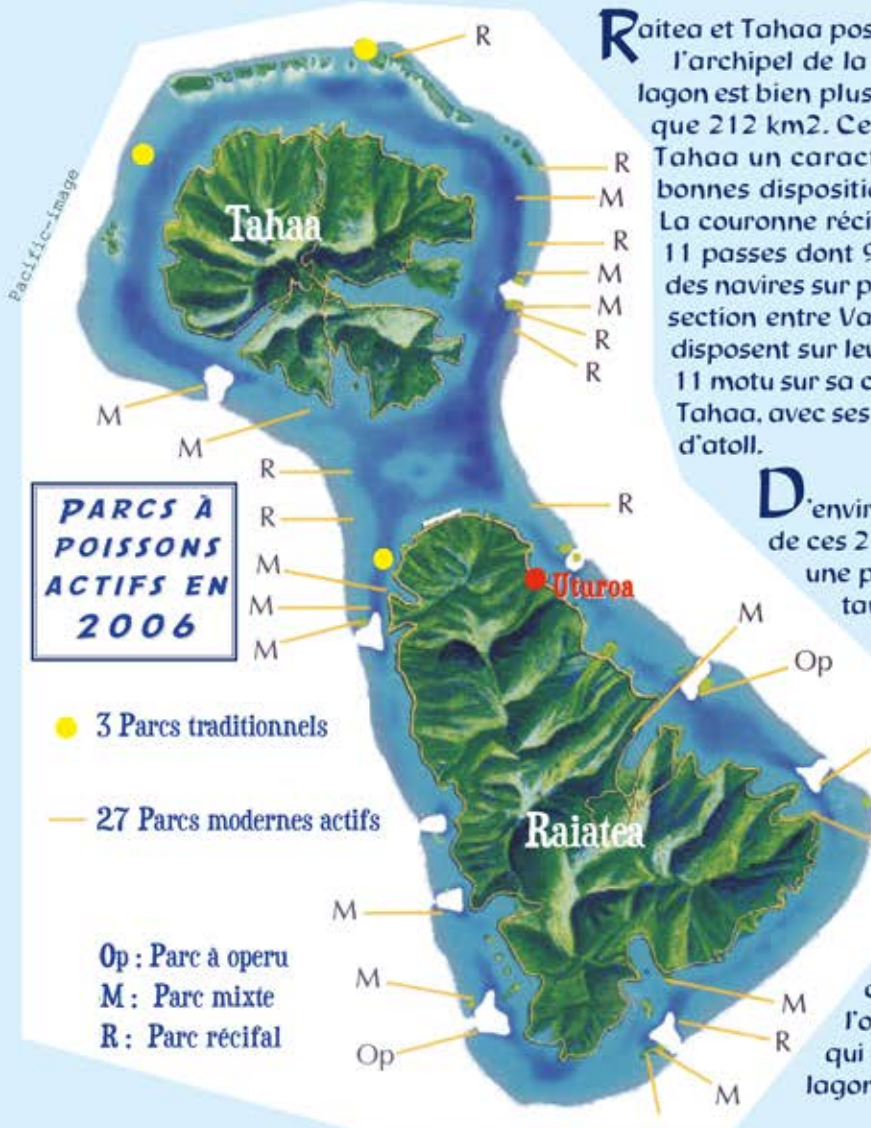 Raitea et Tahaa pos
l'archipel de la
lagon est bien plus
que 212 km2. Ce
Tahaa un caract
bonnes dispositi
La couronne réci
11 passes dont 9
des navires sur p
section entre Va
disposent sur leu
11 motu sur sa c
Tahaa, avec ses
d'atoll.
D'envir
de ces 2
une p
tau
c
l'o
qui
lagon
Pacific-image
R
R
M
R
M
M
R
R
Tahaa
M
M
R
R
R
M
M
M
Uturoa
M
Op
Raiatea
M
M
Op
M
R
M
PARCS À
POISSONS
ACTIFS EN
2006
3 Parcs traditionnels
27 Parcs modernes actifs
Op : Parc à operu
M : Parc mixte
R : Parc récifal